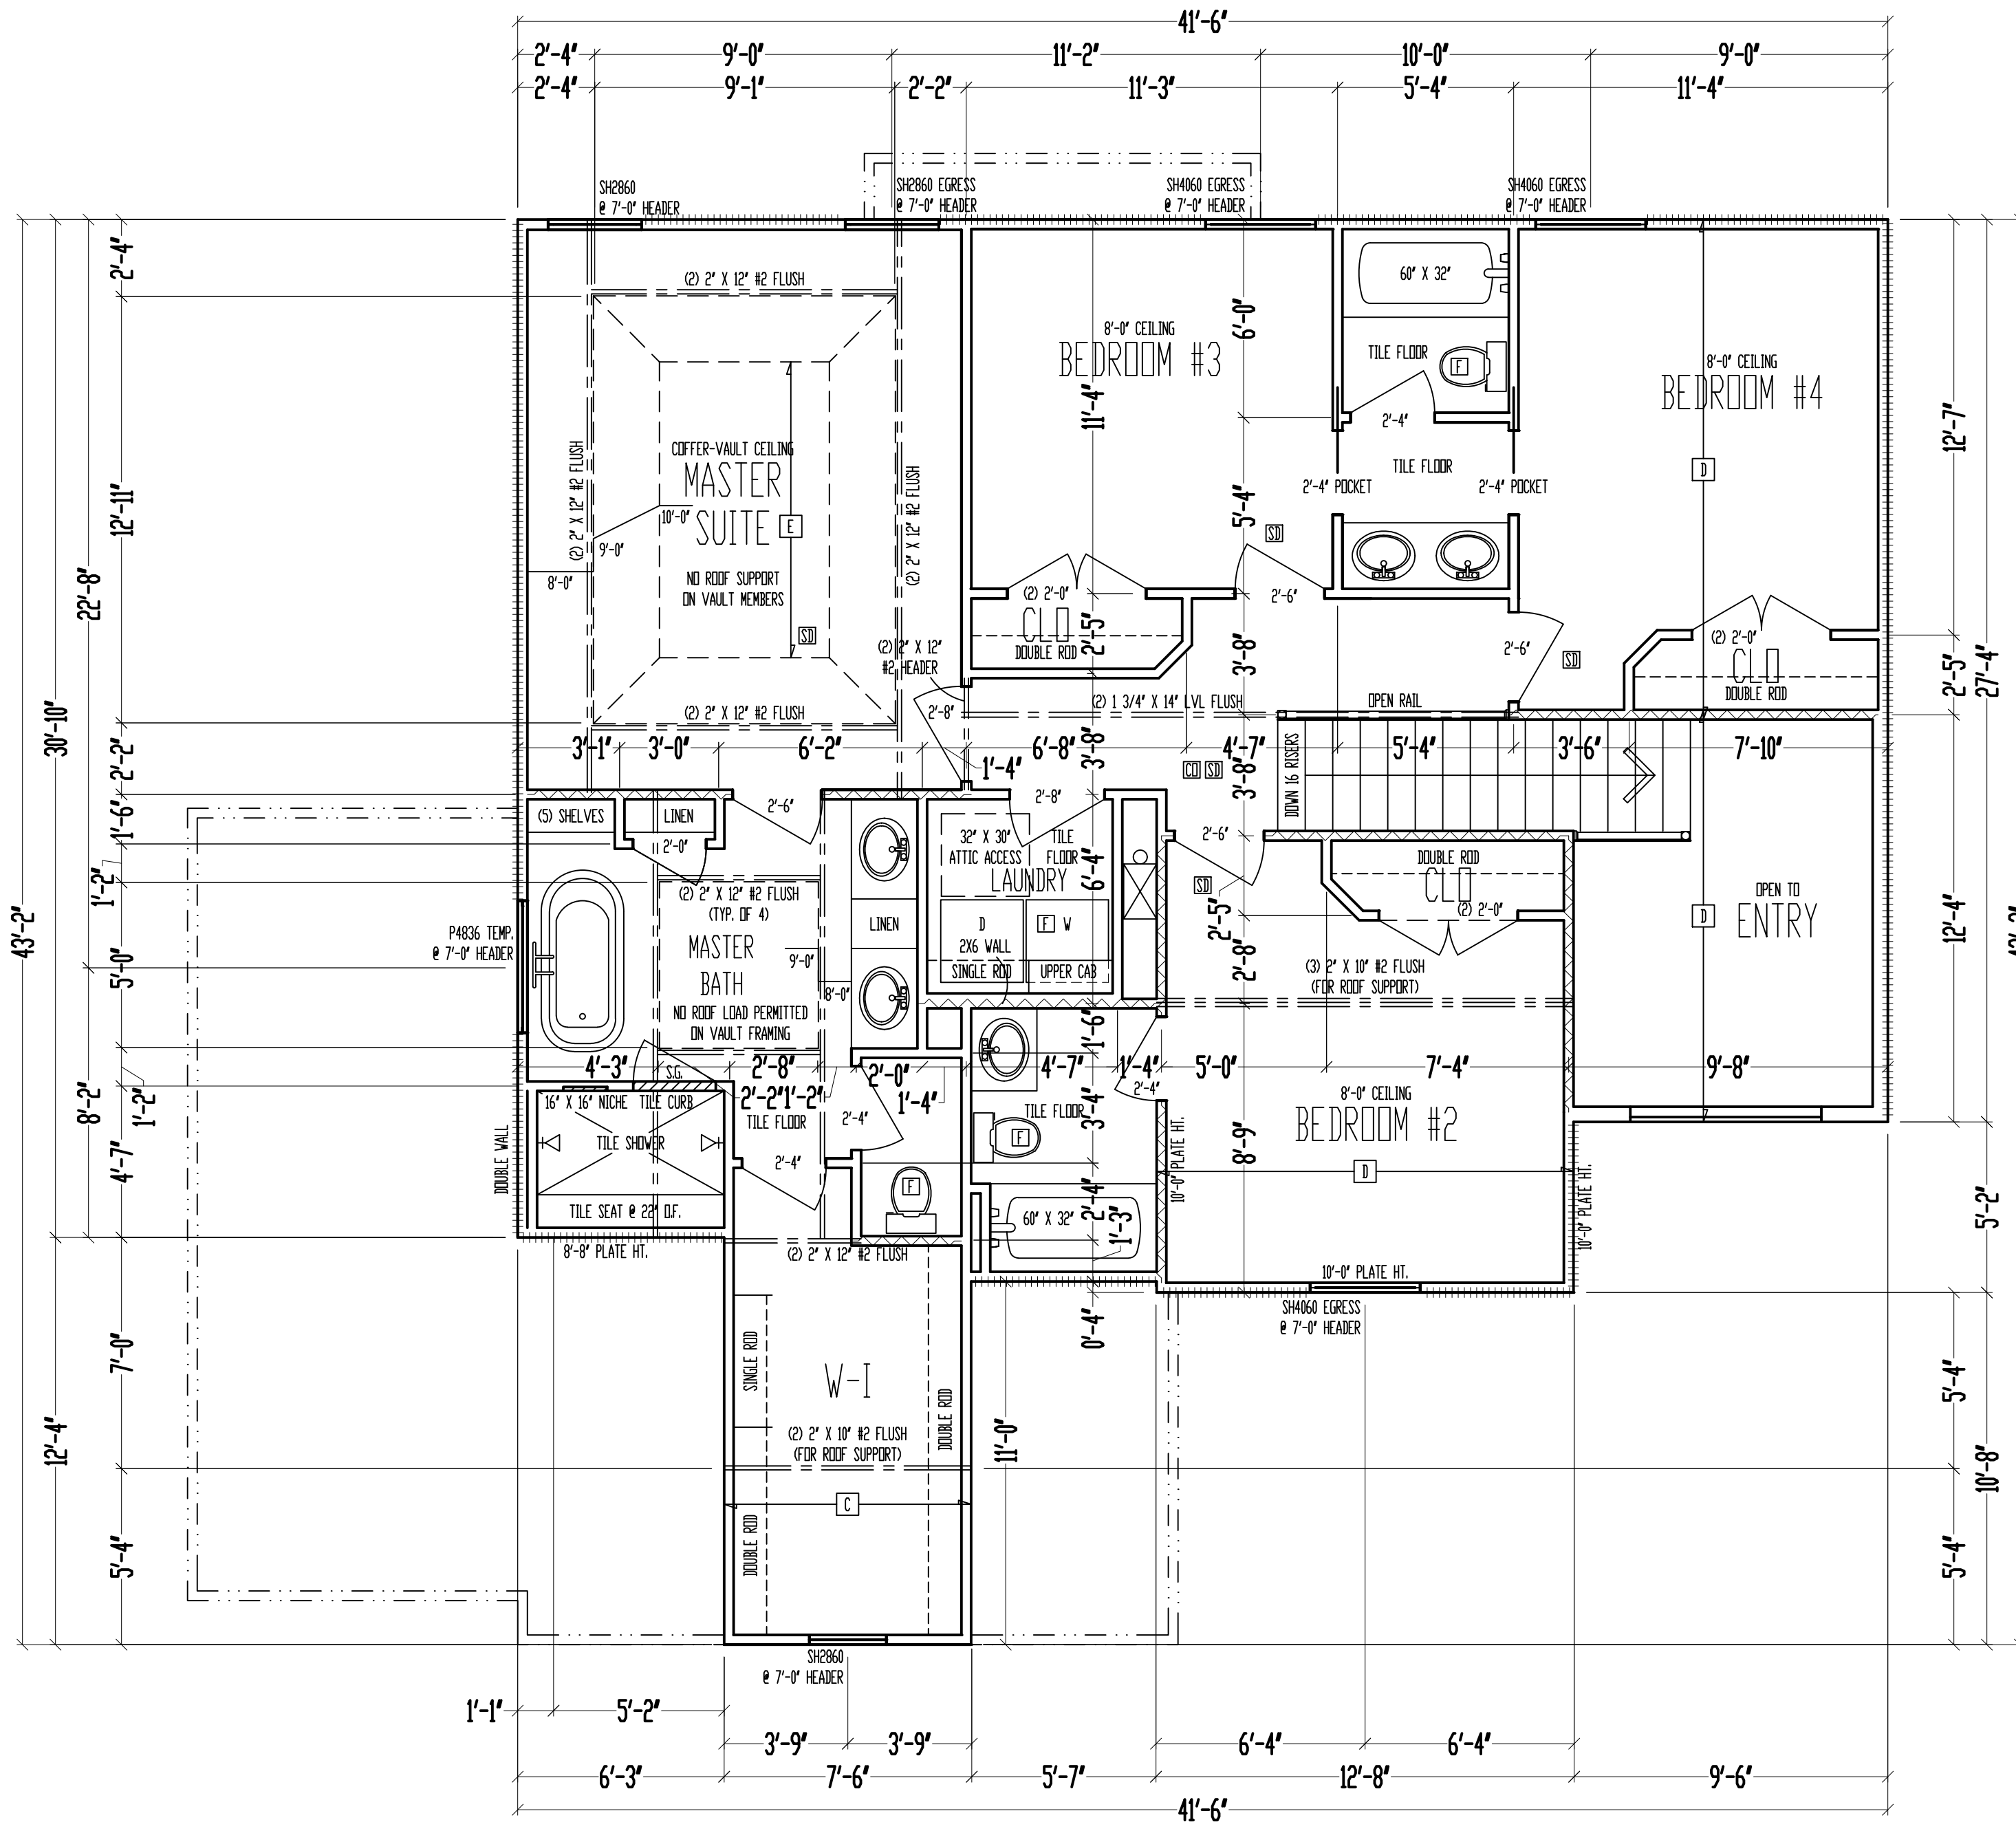 41'-6"
2'-4" 9'-0" 11'-2" 10'-0" 9'-0"
2'-4" 9'-1" 2'-2" 11'-3" 5'-4" 11'-4"
SH2860
@ 7'-0" HEADER
SH2860 EGRESS
@ 7'-0" HEADER
SH4060 EGRESS
@ 7'-0" HEADER
SH4060 EGRESS
@ 7'-0" HEADER
43'-2"
30'-10"
12'-4"
22'-8"
8'-2"
2'-4"
12'-11"
2'-2"
1'-6"
1'-2"
5'-0"
1'-2"
4'-7"
7'-0"
5'-4"
(2) 2" X 12" #2 FLUSH
(2) 2" X 12" #2 FLUSH
COFFER-VAULT CEILING
MASTER
SUITE
E
10'-0"
9'-0"
8'-0"
NO ROOF SUPPORT
ON VAULT MEMBERS
SD
(2) 2" X 12" #2 FLUSH
(2) 2" X 12" #2 FLUSH
(2) 2" X 12"
#2 HEADER
2'-8"
3'-1" 3'-0" 6'-2" 1'-4" 6'-8" 4'-7" 5'-4" 3'-6" 7'-10"
8'-0" CEILING
BEDROOM #3
11'-4"
6'-0"
5'-4"
SD
(2) 2'-0"
CLO
DOUBLE ROD
2'-5"
2'-6"
3'-8"
3'-8"
3'-8"
60" X 32"
TILE FLOOR
F
2'-4"
TILE FLOOR
2'-4" POCKET
2'-4" POCKET
8'-0" CEILING
BEDROOM #4
D
2'-6"
SD
(2) 2'-0"
CLO
DOUBLE ROD
12'-7"
2'-5"
27'-4"
12'-4"
5'-2"
5'-4"
10'-8"
5'-4"
(2) 1 3/4" X 14" LVL FLUSH
OPEN RAIL
DOWN 16 RISERS
CO SD
(5) SHELVES
LINEN
2'-0"
2'-6"
(2) 2" X 12" #2 FLUSH
(TYP. OF 4)
MASTER
BATH
9'-0"
8'-0"
NO ROOF LOAD PERMITTED
ON VAULT FRAMING
LINEN
P4836 TEMP.
@ 7'-0" HEADER
2'-8"
32" X 30"
ATTIC ACCESS
TILE
FLOOR
LAUNDRY
6'-4"
D
F W
2X6 WALL
SINGLE ROD
UPPER CAB
2'-6"
SD
2'-5"
2'-8"
DOUBLE ROD
CLO
(2) 2'-0"
(3) 2" X 10" #2 FLUSH
(FOR ROOF SUPPORT)
OPEN TO
ENTRY
D
4'-3" 2'-8" 2'-0" 4'-7" 1'-4" 5'-0" 7'-4" 9'-8"
S.G.
2'-2" 1'-2" 1'-4"
1'-6"
3'-4"
2'-4"
1'-3"
0'-4"
16" X 16" NICHE
TILE CURB
TILE SHOWER
TILE SEAT @ 22" O.F.
DOUBLE WALL
8'-8" PLATE HT.
TILE FLOOR
2'-4"
2'-4"
F
TILE FLOOR
F
2'-4"
60" X 32"
10'-0" PLATE HT.
8'-9"
8'-0" CEILING
BEDROOM #2
D
10'-0" PLATE HT.
10'-0" PLATE HT.
SH4060 EGRESS
@ 7'-0" HEADER
(2) 2" X 12" #2 FLUSH
SINGLE ROD
W-I
DOUBLE ROD
(2) 2" X 10" #2 FLUSH
(FOR ROOF SUPPORT)
C
DOUBLE ROD
11'-0"
SH2860
@ 7'-0" HEADER
1'-1" 5'-2"
3'-9" 3'-9" 6'-4" 6'-4"
6'-3" 7'-6" 5'-7" 12'-8" 9'-6"
41'-6"